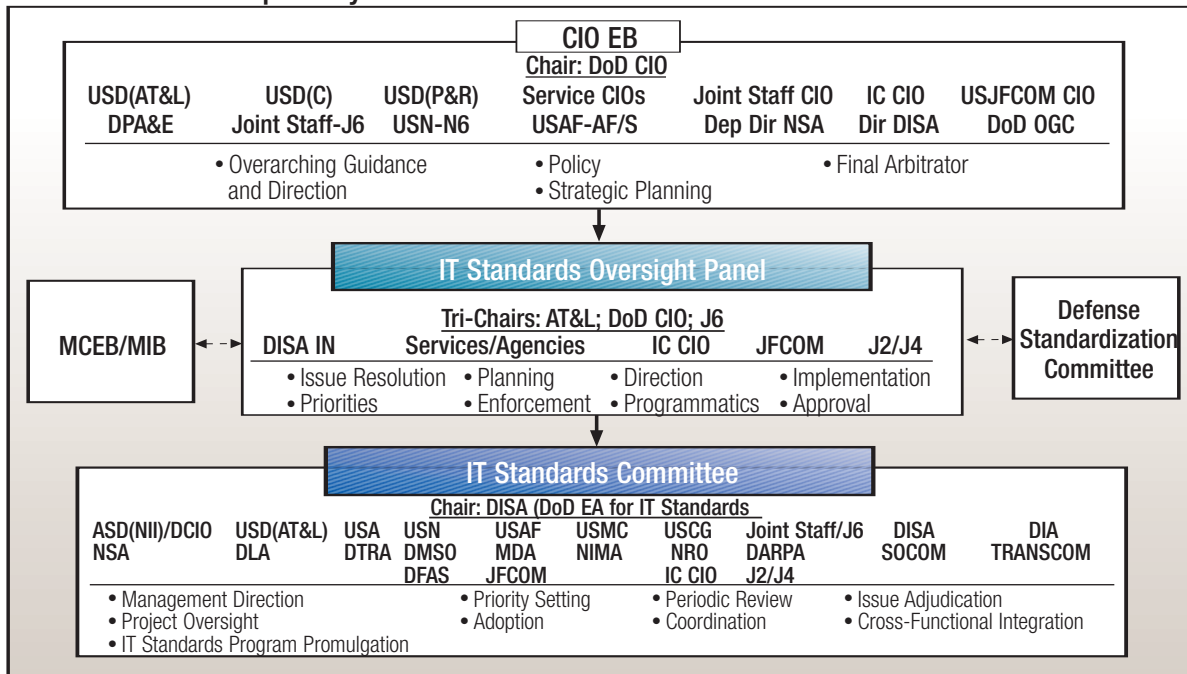 CIO EB
Chair: DoD CIO
USD(AT&L) USD(C) USD(P&R) Service CIOs Joint Staff CIO IC CIO USJFCOM CIO
DPA&E Joint Staff-J6 USN-N6 USAF-AF/S Dep Dir NSA Dir DISA DoD OGC
• Overarching Guidance • Policy • Final Arbitrator
and Direction • Strategic Planning
IT Standards Oversight Panel
MCEB/MIB
Tri-Chairs: AT&L; DoD CIO; J6
DISA IN Services/Agencies IC CIO JFCOM J2/J4
• Issue Resolution • Planning • Direction • Implementation
• Priorities • Enforcement • Programmatics • Approval
Defense
Standardization
Committee
IT Standards Committee
Chair: DISA (DoD EA for IT Standards
ASD(NII)/DCIO USD(AT&L) USA USN USAF USMC USCG Joint Staff/J6 DISA DIA
NSA DLA DTRA DMSO MDA NIMA NRO DARPA SOCOM TRANSCOM
DFAS JFCOM IC CIO J2/J4
• Management Direction • Priority Setting • Periodic Review • Issue Adjudication
• Project Oversight • Adoption • Coordination • Cross-Functional Integration
• IT Standards Program Promulgation